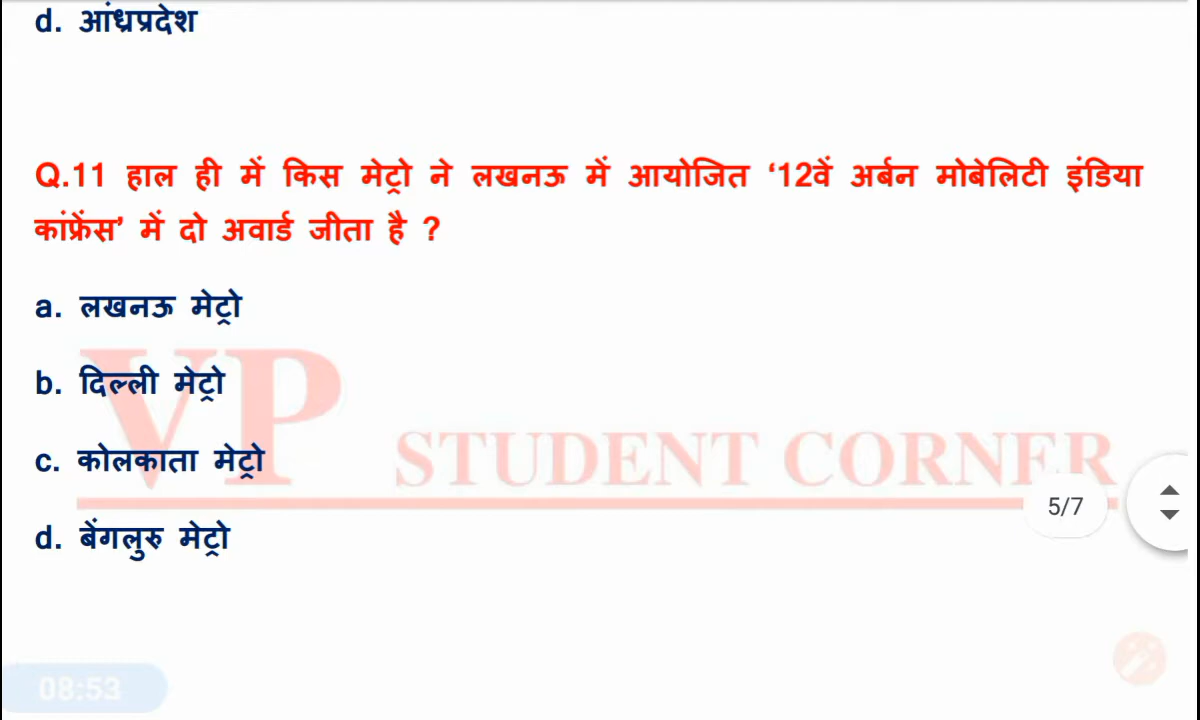 d. आंध्रप्रदेश
Q.11 हाल ही में किस मेट्रो ने लखनऊ में आयोजित ‘12वें अर्बन मोबेलिटी इंडिया
कांफ्रेंस’ में दो अवार्ड जीता है ?
a. लखनऊ मेट्रो
b. दिल्ली मेट्रो
c. कोलकाता मेट्रो
d. बेंगलुरु मेट्रो
VP STUDENT CORNER
5/7
08:53